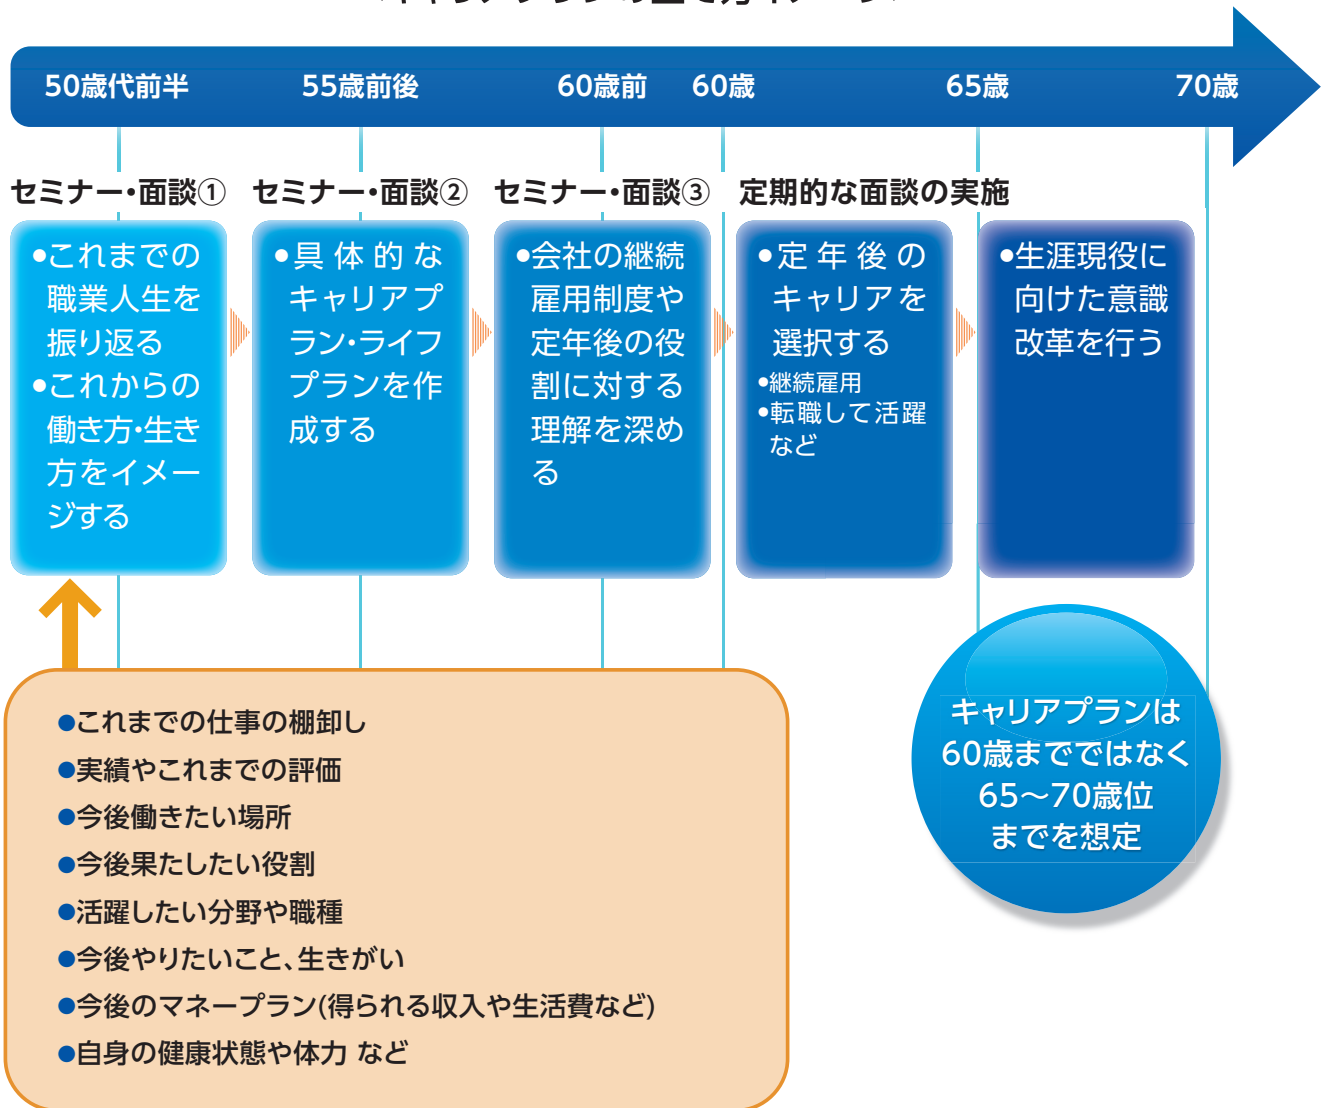 50歳代前半
55歳前後
60歳前
60歳
65歳
70歳
セミナー・面談①
セミナー・面談②
セミナー・面談③
定期的な面談の実施
●これまでの
職業人生を
振り返る
●これからの
働き方・生き
方をイメー
ジする
●具体的な
キャリアプ
ラン・ライフ
プランを作
成する
●会社の継続
雇用制度や
定年後の役
割に対する
理解を深め
る
●定年後の
キャリアを
選択する
●継続雇用
●転職して活躍
など
●生涯現役に
向けた意識
改革を行う
●これまでの仕事の棚卸し
●実績やこれまでの評価
●今後働きたい場所
●今後果たしたい役割
●活躍したい分野や職種
●今後やりたいこと、生きがい
●今後のマネープラン(得られる収入や生活費など)
●自身の健康状態や体力 など
キャリアプランは
60歳までではなく
65〜70歳位
までを想定